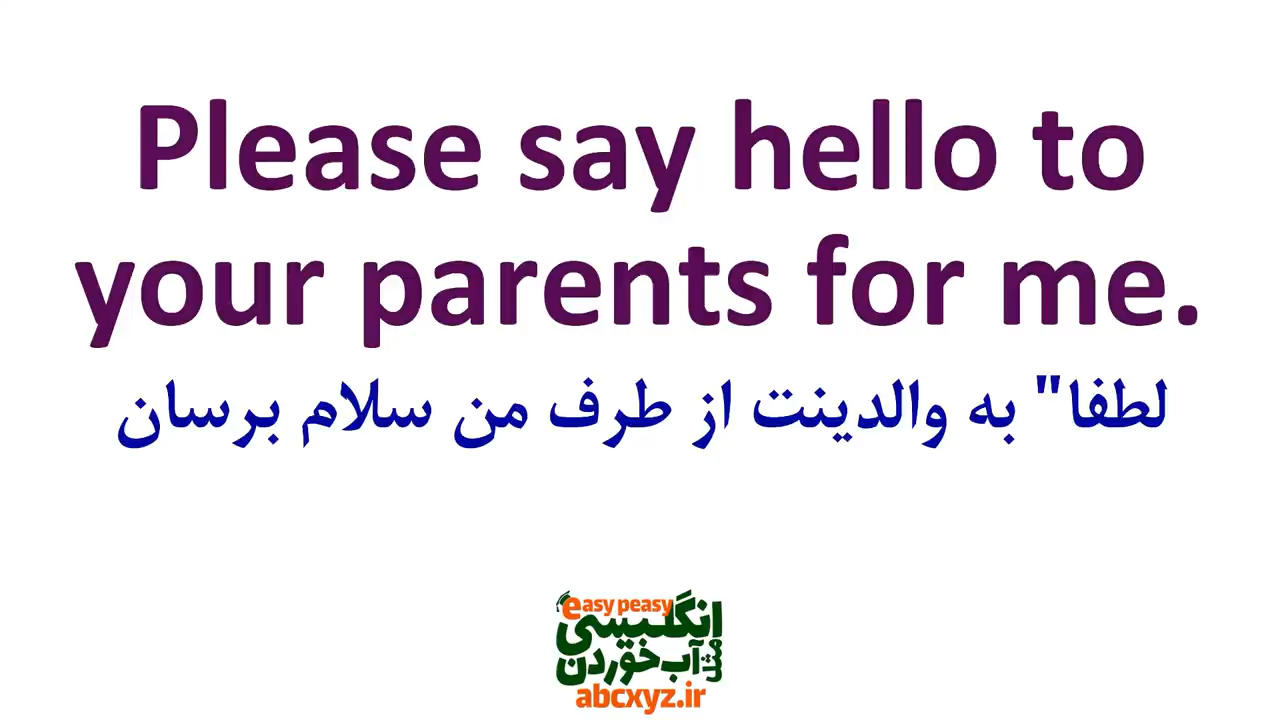 Please say hello to
your parents for me.
لطفا" به والدینت از طرف من سلام برسان
easy peasy
انگلیسی
مثل آب خوردن
abcxyz.ir